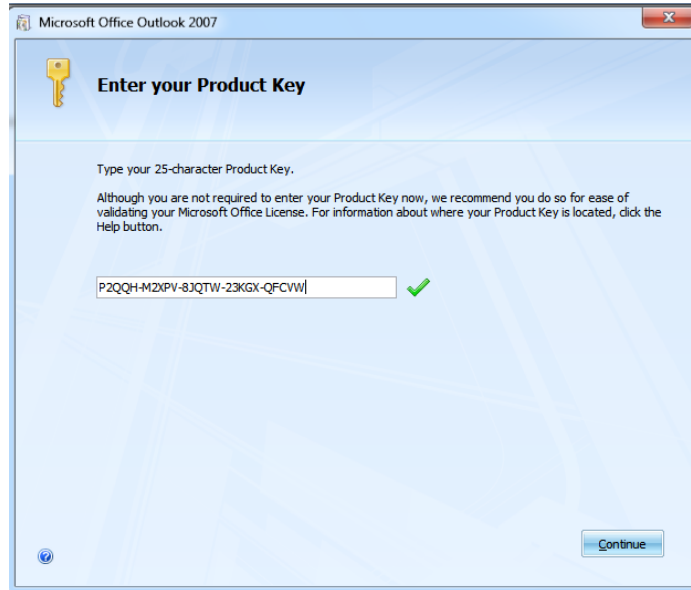 Microsoft Office Outlook 2007
Enter your Product Key
Type your 25-character Product Key.
Although you are not required to enter your Product Key now, we recommend you do so for ease of
validating your Microsoft Office License. For information about where your Product Key is located, click the
Help button.
P2QQH-M2XPV-8JQTW-23KGX-QFCVW
Continue